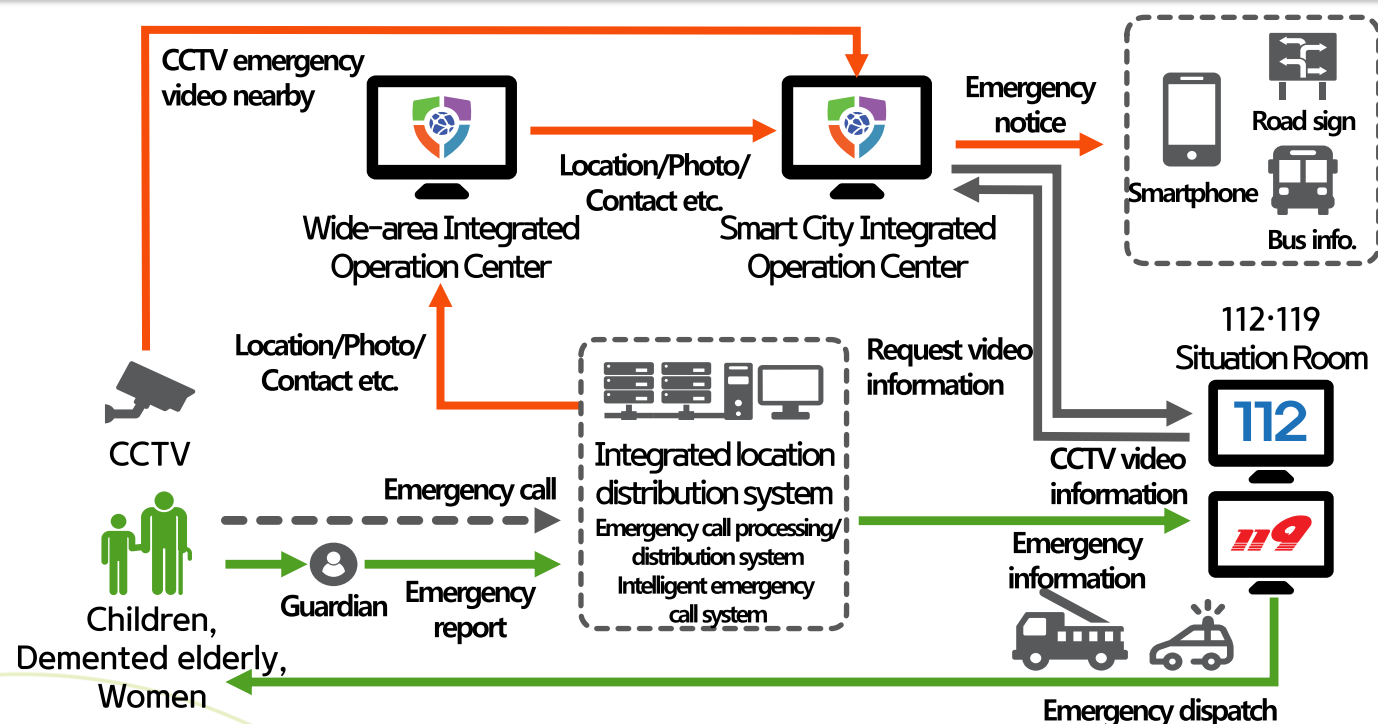 CCTV emergency
video nearby
Emergency
notice
Road sign
Smartphone
Bus info.
Location/Photo/
Contact etc.
Wide-area Integrated
Operation Center
Smart City Integrated
Operation Center
112·119
Situation Room
Location/Photo/
Contact etc.
Request video
information
112
CCTV
Integrated location
distribution system
Emergency call processing/
distribution system
Intelligent emergency
call system
CCTV video
information
Emergency call
119
Emergency
information
Guardian
Emergency
report
Children,
Demented elderly,
Women
Emergency dispatch